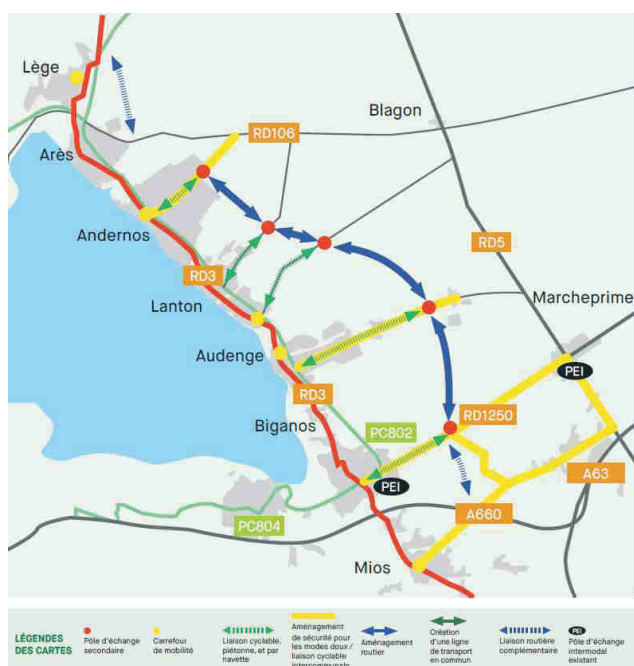 Lège
Blagon
RD106
Arès
Andernos
RD5
RD3
Marcheprime
Lanton
Audenge
PEI
RD3
RD1250
Biganos
PC802
A63
PEI
A660
PC804
Mios
LÉGENDES
DES CARTES
Pôle d'échange
secondaire
Carrefour
de mobilité
Liaison cyclable,
piétonne, et par
navette
Aménagement
de sécurité pour
les modes doux /
liaison cyclable
intercommunale
Aménagement
routier
Création
d'une ligne
de transport
en commun
Liaison routière
complémentaire
PEI
Pôle d'échange
intermodal
existant